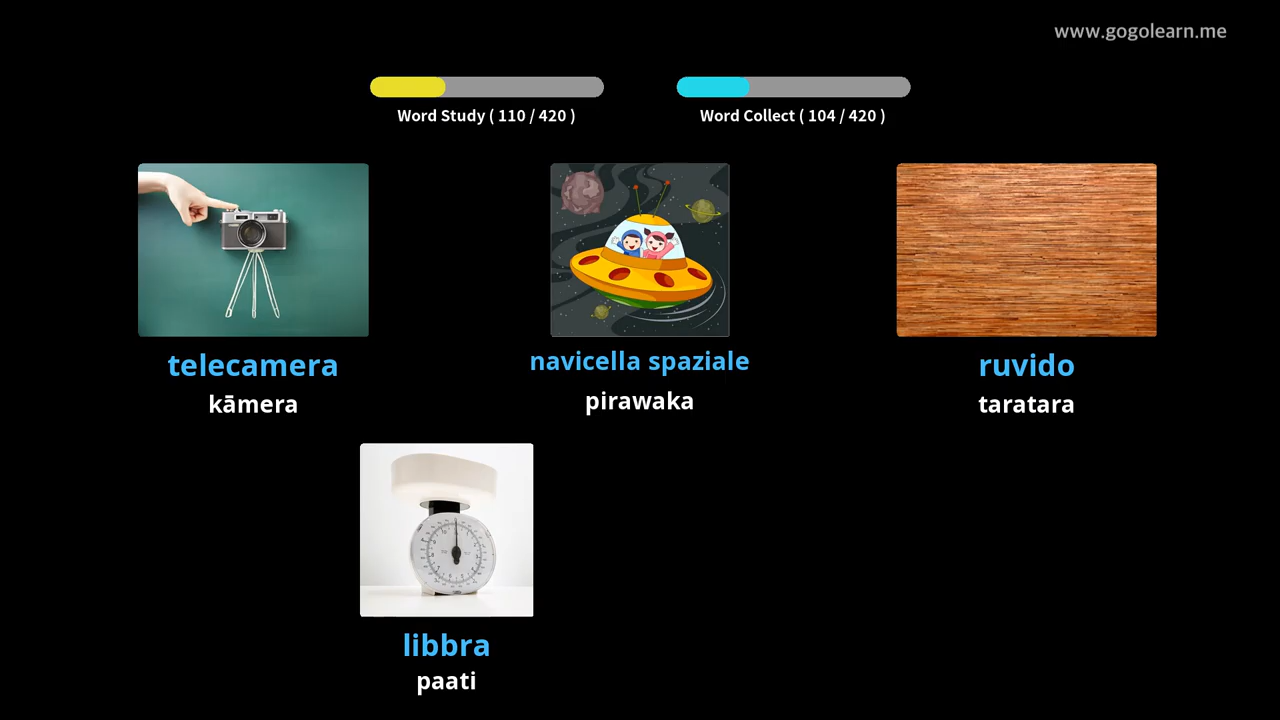 www.gogolearn.me
Word Study ( 110 / 420 )
Word Collect ( 104 / 420 )
telecamera
kāmera
navicella spaziale
pirawaka
ruvido
taratara
libbra
paati